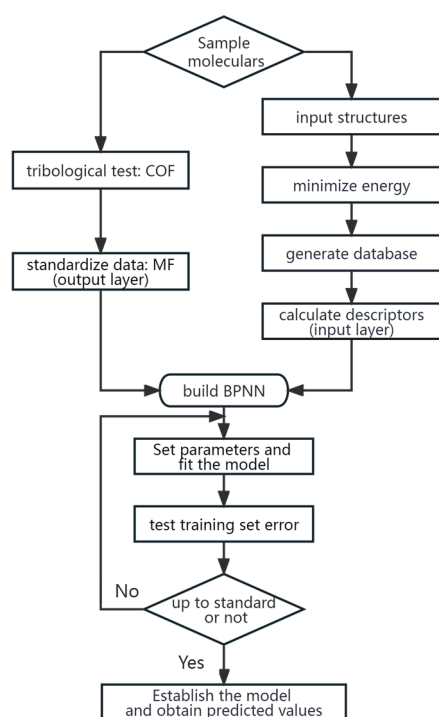 Sample
moleculars
input structures
tribological test: COF
minimize energy
generate database
standardize data: MF
(output layer)
calculate descriptors
(input layer)
build BPNN
Set parameters and
fit the model
test training set error
No
up to standard
or not
Yes
Establish the model
and obtain predicted values